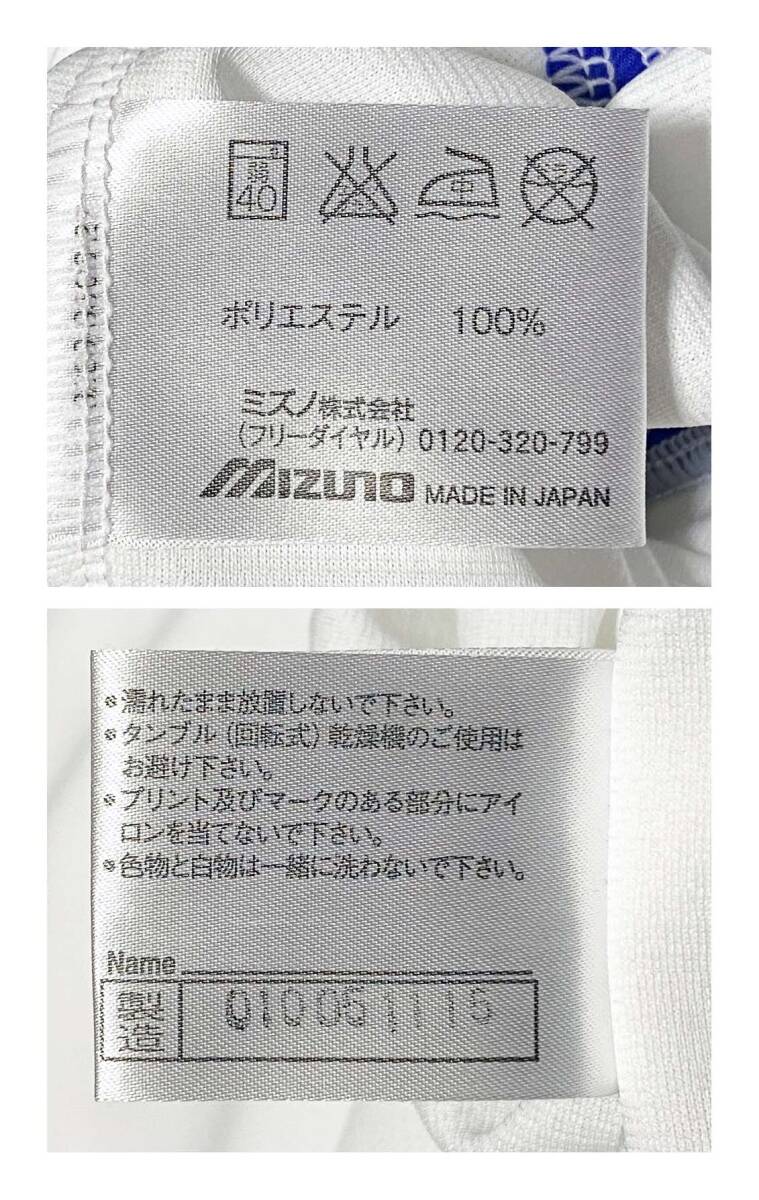 40
中
ポリエステル 100%
ミズノ株式会社
(フリーダイヤル) 0120-320-799
MIZUNO MADE IN JAPAN
※濡れたまま放置しないで下さい。
※タンブル (回転式) 乾燥機のご使用は
お避け下さい。
※プリント及びマークのある部分にアイ
ロンを当てないで下さい。
※色物と白物は一緒に洗わないで下さい。
Name
製造 010051115